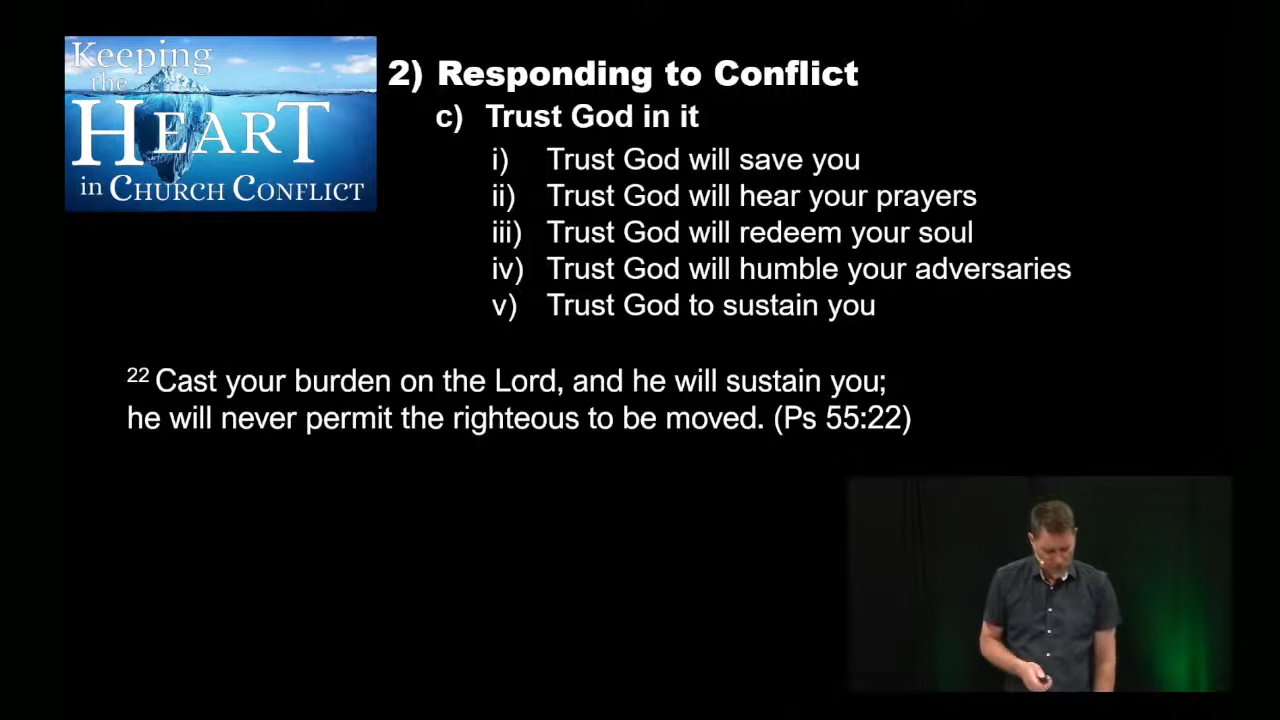 Keeping
the
HEART
in CHURCH CONFLICT
2) Responding to Conflict
c) Trust God in it
i) Trust God will save you
ii) Trust God will hear your prayers
iii) Trust God will redeem your soul
iv) Trust God will humble your adversaries
v) Trust God to sustain you
22 Cast your burden on the Lord, and he will sustain you;
he will never permit the righteous to be moved. (Ps 55:22)